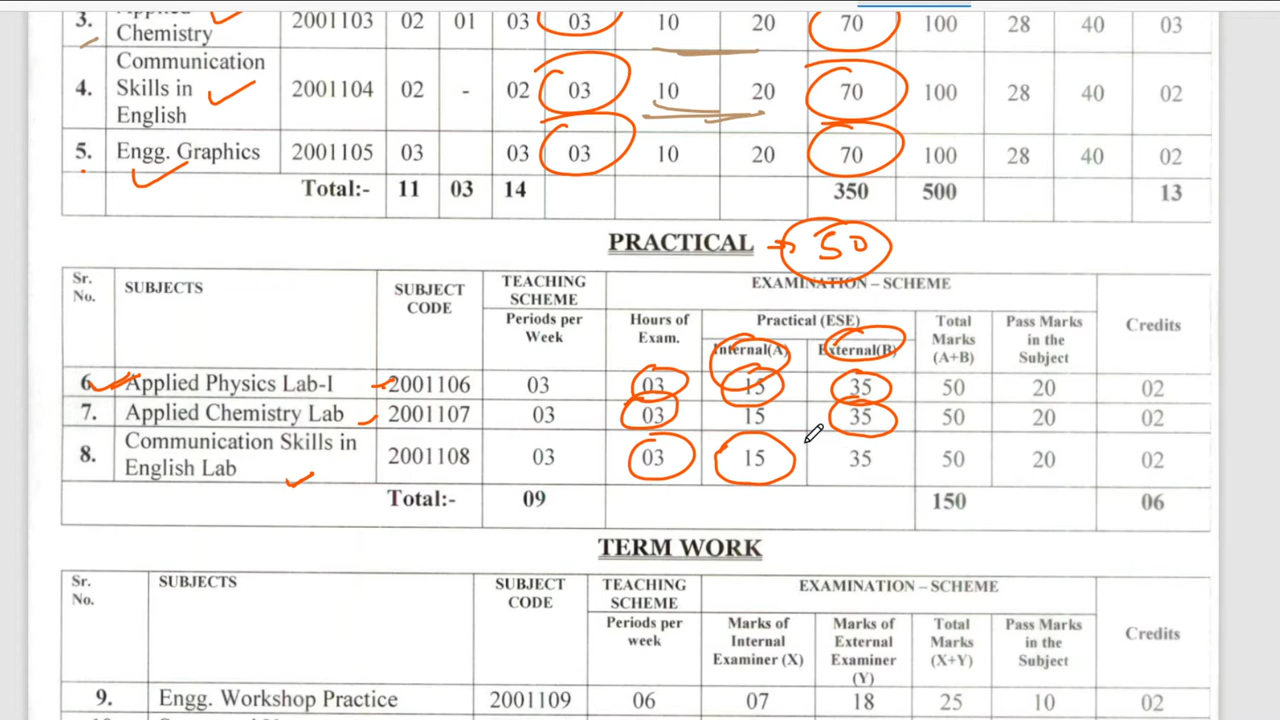 3. Applied Chemistry 2001103 02 01 03 03 10 20 70 100 28 40 03
4. Communication Skills in English 2001104 02 - 02 03 10 20 70 100 28 40 02
5. Engg. Graphics 2001105 03 03 03 10 20 70 100 28 40 02
Total:- 11 03 14 350 500 13
PRACTICAL → 50
Sr. No. SUBJECTS SUBJECT CODE TEACHING SCHEME EXAMINATION – SCHEME Credits
Periods per Week Hours of Exam. Practical (ESE) Total Marks (A+B) Pass Marks in the Subject
Internal(A) External(B)
6. Applied Physics Lab-I 2001106 03 03 15 35 50 20 02
7. Applied Chemistry Lab 2001107 03 03 15 35 50 20 02
8. Communication Skills in English Lab 2001108 03 03 15 35 50 20 02
Total:- 09 150 06
TERM WORK
Sr. No. SUBJECTS SUBJECT CODE TEACHING SCHEME EXAMINATION – SCHEME Credits
Periods per week Marks of Internal Examiner (X) Marks of External Examiner (Y) Total Marks (X+Y) Pass Marks in the Subject
9. Engg. Workshop Practice 2001109 06 07 18 25 10 02